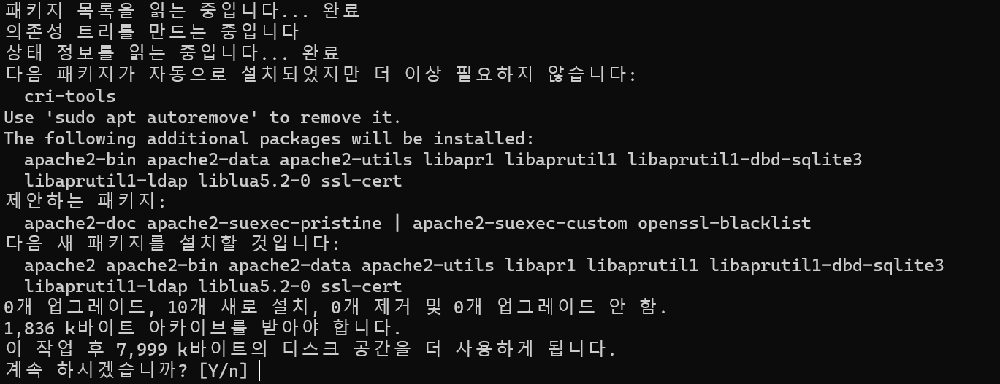 패키지 목록을 읽는 중입니다... 완료
의존성 트리를 만드는 중입니다
상태 정보를 읽는 중입니다... 완료
다음 패키지가 자동으로 설치되었지만 더 이상 필요하지 않습니다:
  cri-tools
Use 'sudo apt autoremove' to remove it.
The following additional packages will be installed:
  apache2-bin apache2-data apache2-utils libapr1 libaprutil1 libaprutil1-dbd-sqlite3
  libaprutil1-ldap liblua5.2-0 ssl-cert
제안하는 패키지:
  apache2-doc apache2-suexec-pristine | apache2-suexec-custom openssl-blacklist
다음 새 패키지를 설치할 것입니다:
  apache2 apache2-bin apache2-data apache2-utils libapr1 libaprutil1 libaprutil1-dbd-sqlite3
  libaprutil1-ldap liblua5.2-0 ssl-cert
0개 업그레이드, 10개 새로 설치, 0개 제거 및 0개 업그레이드 안 함.
1,836 k바이트 아카이브를 받아야 합니다.
이 작업 후 7,999 k바이트의 디스크 공간을 더 사용하게 됩니다.
계속 하시겠습니까? [Y/n]